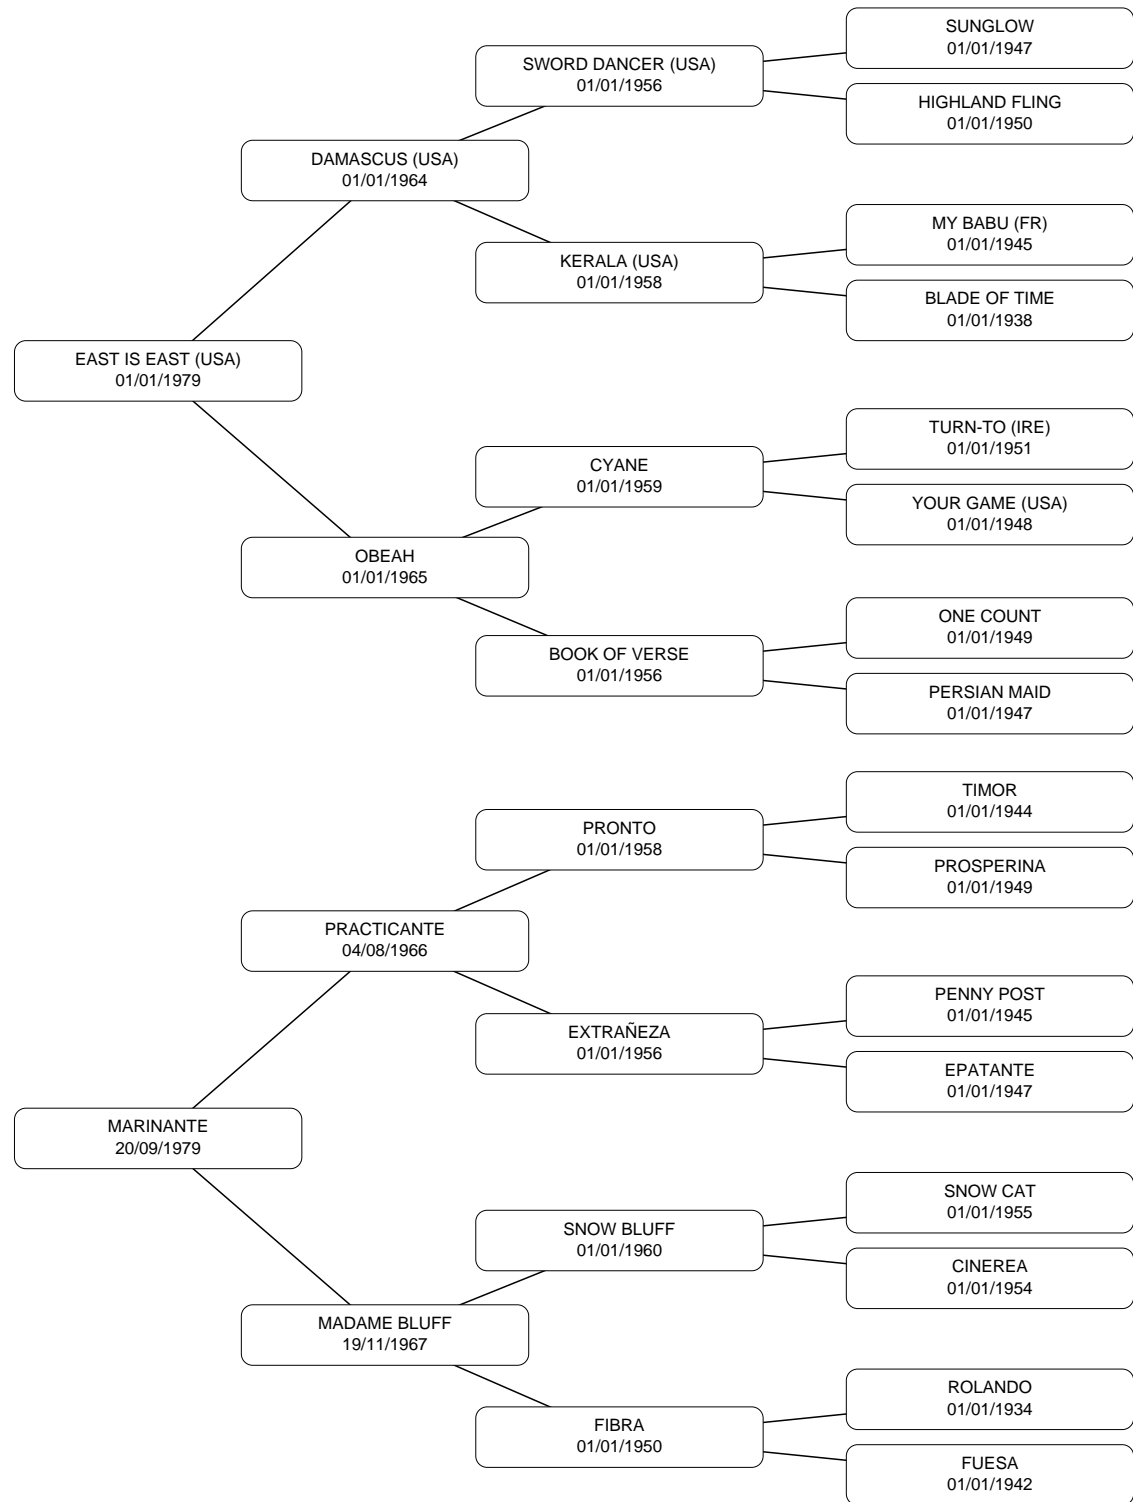 SUNGLOW
01/01/1947
SWORD DANCER (USA)
01/01/1956
HIGHLAND FLING
01/01/1950
DAMASCUS (USA)
01/01/1964
MY BABU (FR)
01/01/1945
KERALA (USA)
01/01/1958
BLADE OF TIME
01/01/1938
EAST IS EAST (USA)
01/01/1979
TURN-TO (IRE)
01/01/1951
CYANE
01/01/1959
YOUR GAME (USA)
01/01/1948
OBEAH
01/01/1965
ONE COUNT
01/01/1949
BOOK OF VERSE
01/01/1956
PERSIAN MAID
01/01/1947
TIMOR
01/01/1944
PRONTO
01/01/1958
PROSPERINA
01/01/1949
PRACTICANTE
04/08/1966
PENNY POST
01/01/1945
EXTRAÑEZA
01/01/1956
EPATANTE
01/01/1947
MARINANTE
20/09/1979
SNOW CAT
01/01/1955
SNOW BLUFF
01/01/1960
CINEREA
01/01/1954
MADAME BLUFF
19/11/1967
ROLANDO
01/01/1934
FIBRA
01/01/1950
FUESA
01/01/1942